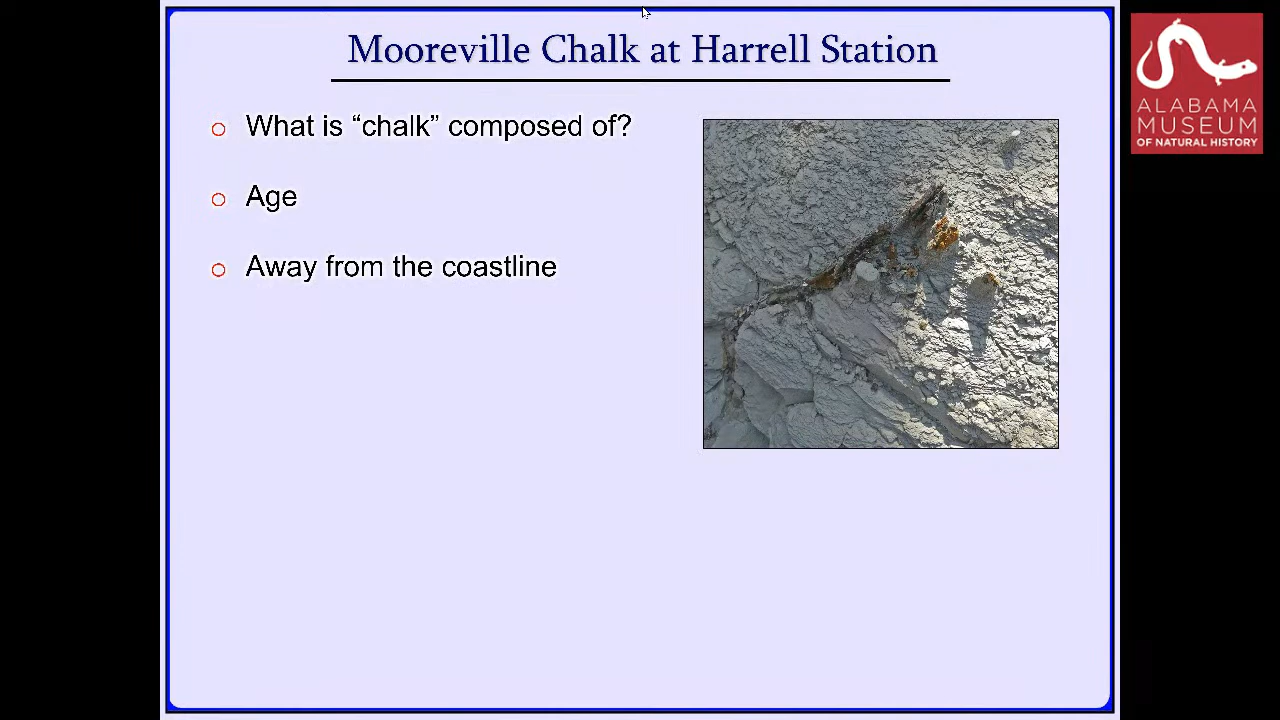 Mooreville Chalk at Harrell Station
What is “chalk” composed of?
Age
Away from the coastline
ALABAMA
MUSEUM
OF NATURAL HISTORY